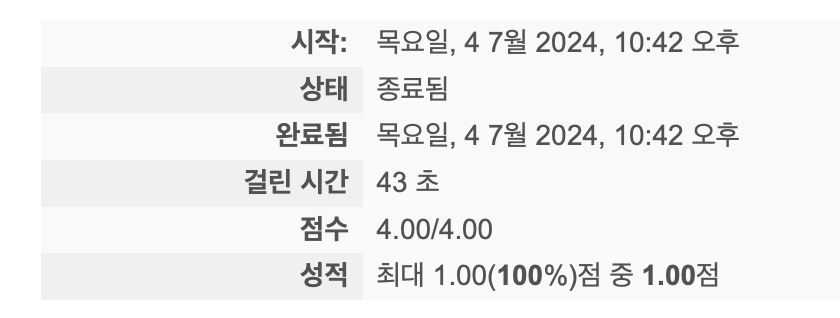 시작: 목요일, 4 7월 2024, 10:42 오후
상태 종료됨
완료됨 목요일, 4 7월 2024, 10:42 오후
걸린 시간 43 초
점수 4.00/4.00
성적 최대 1.00(100%)점 중 1.00점